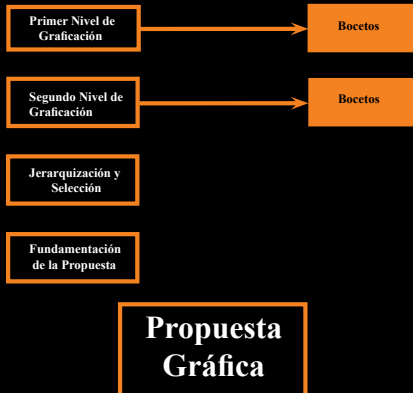 Primer Nivel de
Graficación
Bocetos
Segundo Nivel de
Graficación
Bocetos
Jerarquización y
Selección
Fundamentación
de la Propuesta
Propuesta
Gráfica